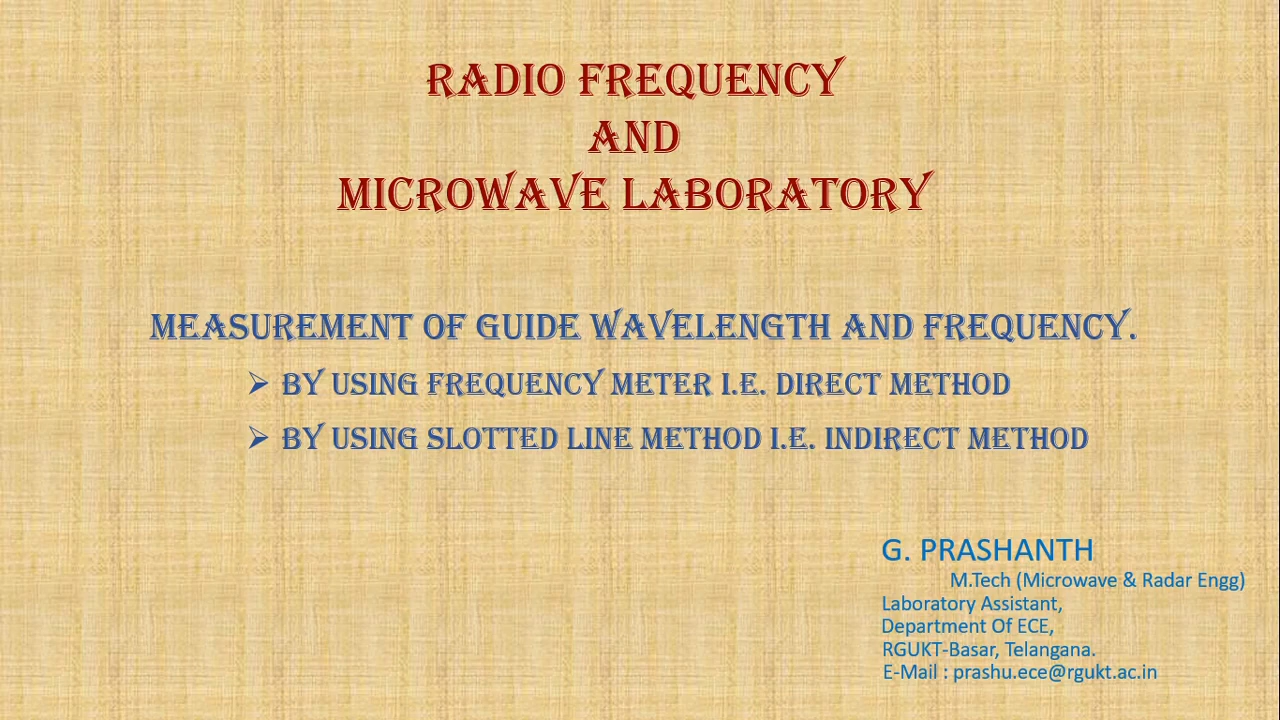 RADIO FREQUENCY
AND
MICROWAVE LABORATORY
MEASUREMENT OF GUIDE WAVELENGTH AND FREQUENCY.
➢ BY USING FREQUENCY METER I.E. DIRECT METHOD
➢ BY USING SLOTTED LINE METHOD I.E. INDIRECT METHOD
G. PRASHANTH
M.Tech (Microwave & Radar Engg)
Laboratory Assistant,
Department Of ECE,
RGUKT-Basar, Telangana.
E-Mail : prashu.ece@rgukt.ac.in